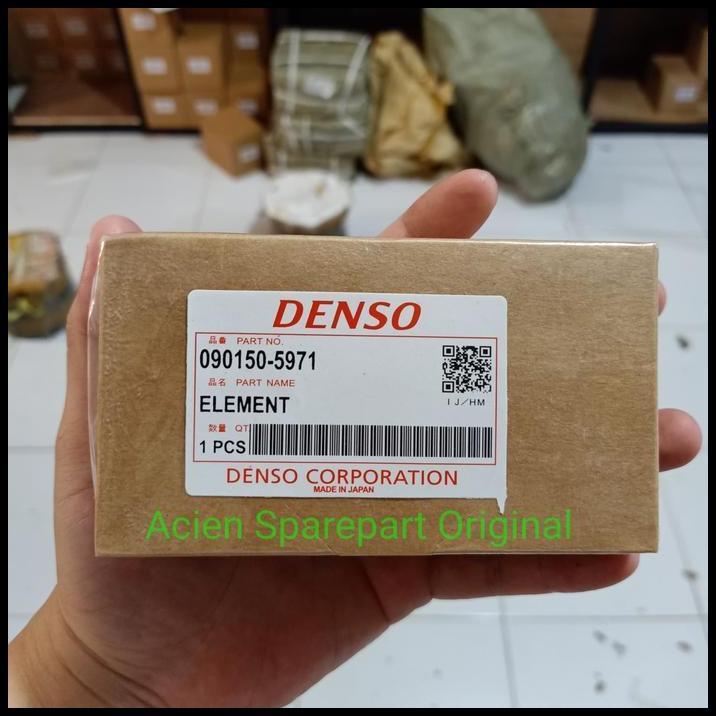 DENSO
品番 PART NO.
090150-5971
品名 PART NAME
ELEMENT
IJ/HM
数量 QT
1 PCS
DENSO CORPORATION
MADE IN JAPAN
Acien Sparepart Original